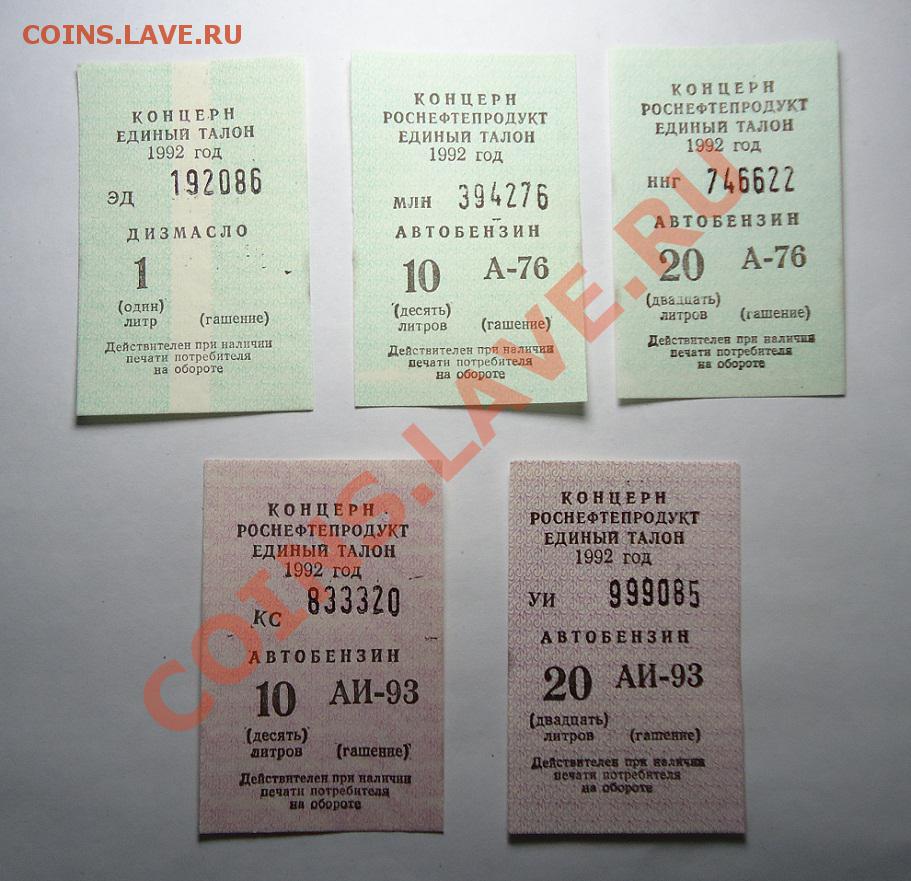 COINS.LAVE.RU
КОНЦЕРН
ЕДИНЫЙ ТАЛОН
1992 год
ЭД 192086
ДИЗМАСЛО
1
(один)
литр (гашение)
Действителен при наличии
печати потребителя
на обороте
КОНЦЕРН
РОСНЕФТЕПРОДУКТ
ЕДИНЫЙ ТАЛОН
1992 год
МЛН 394276
АВТОБЕНЗИН
10 А-76
(десять)
литров (гашение)
Действителен при наличии
печати потребителя
на обороте
КОНЦЕРН
РОСНЕФТЕПРОДУКТ
ЕДИНЫЙ ТАЛОН
1992 год
ННГ 746622
АВТОБЕНЗИН
20 А-76
(двадцать)
литров (гашение)
Действителен при наличии
печати потребителя
на обороте
КОНЦЕРН
РОСНЕФТЕПРОДУКТ
ЕДИНЫЙ ТАЛОН
1992 год
КС 833320
АВТОБЕНЗИН
10 АИ-93
(десять)
литров (гашение)
Действителен при наличии
печати потребителя
на обороте
КОНЦЕРН
РОСНЕФТЕПРОДУКТ
ЕДИНЫЙ ТАЛОН
1992 год
УИ 999085
АВТОБЕНЗИН
20 АИ-93
(двадцать)
литров (гашение)
Действителен при наличии
печати потребителя
на обороте
COINS.LAVE.RU